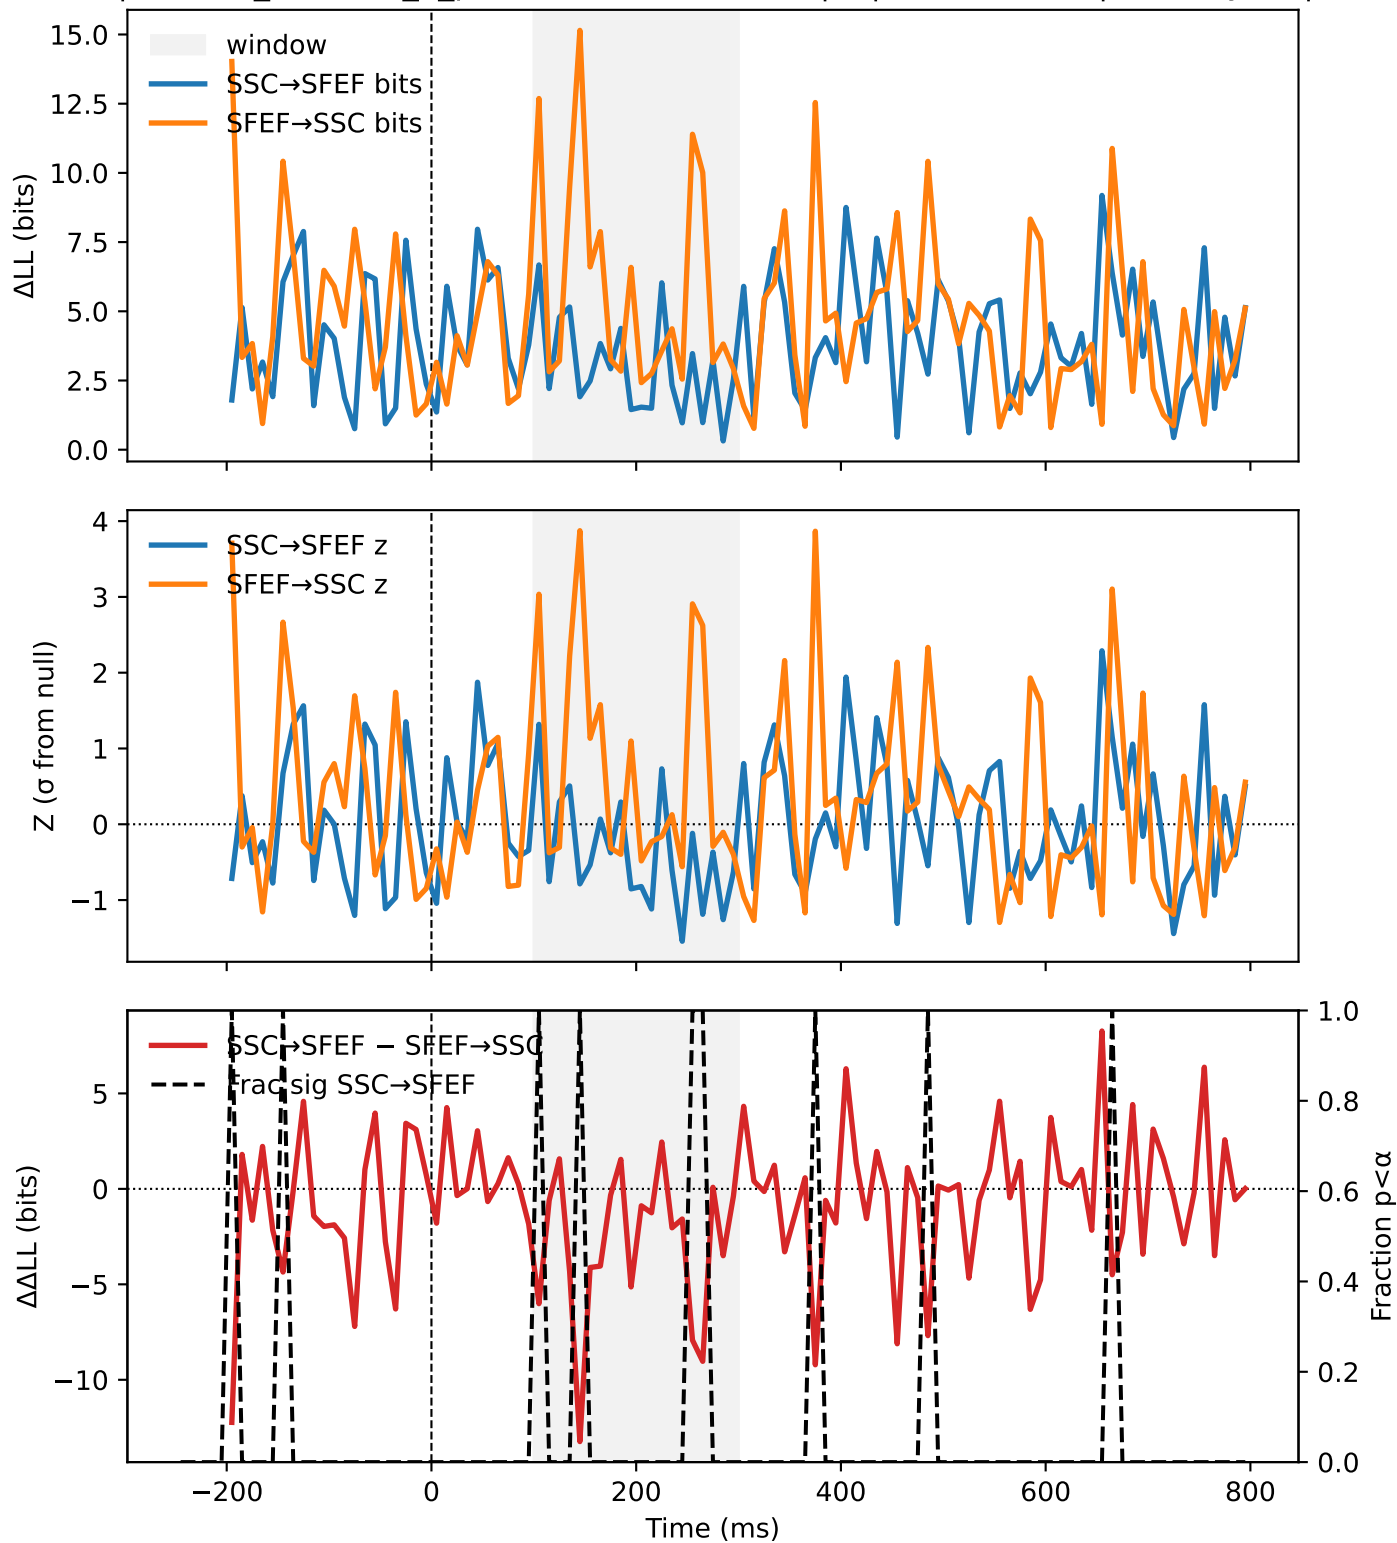 15.0
12.5
10.0
7.5
5.0
2.5
0.0
ΔLL (bits)
window
SSC→SFEF bits
SFEF→SSC bits
4
3
2
1
0
−1
Z (σ from null)
SSC→SFEF z
SFEF→SSC z
5
0
−5
−10
ΔΔLL (bits)
SSC→SFEF − SFEF→SSC
frac sig SSC→SFEF
1.0
0.8
0.6
0.4
0.2
0.0
Fraction p<α
−200 0 200 400 600 800
Time (ms)